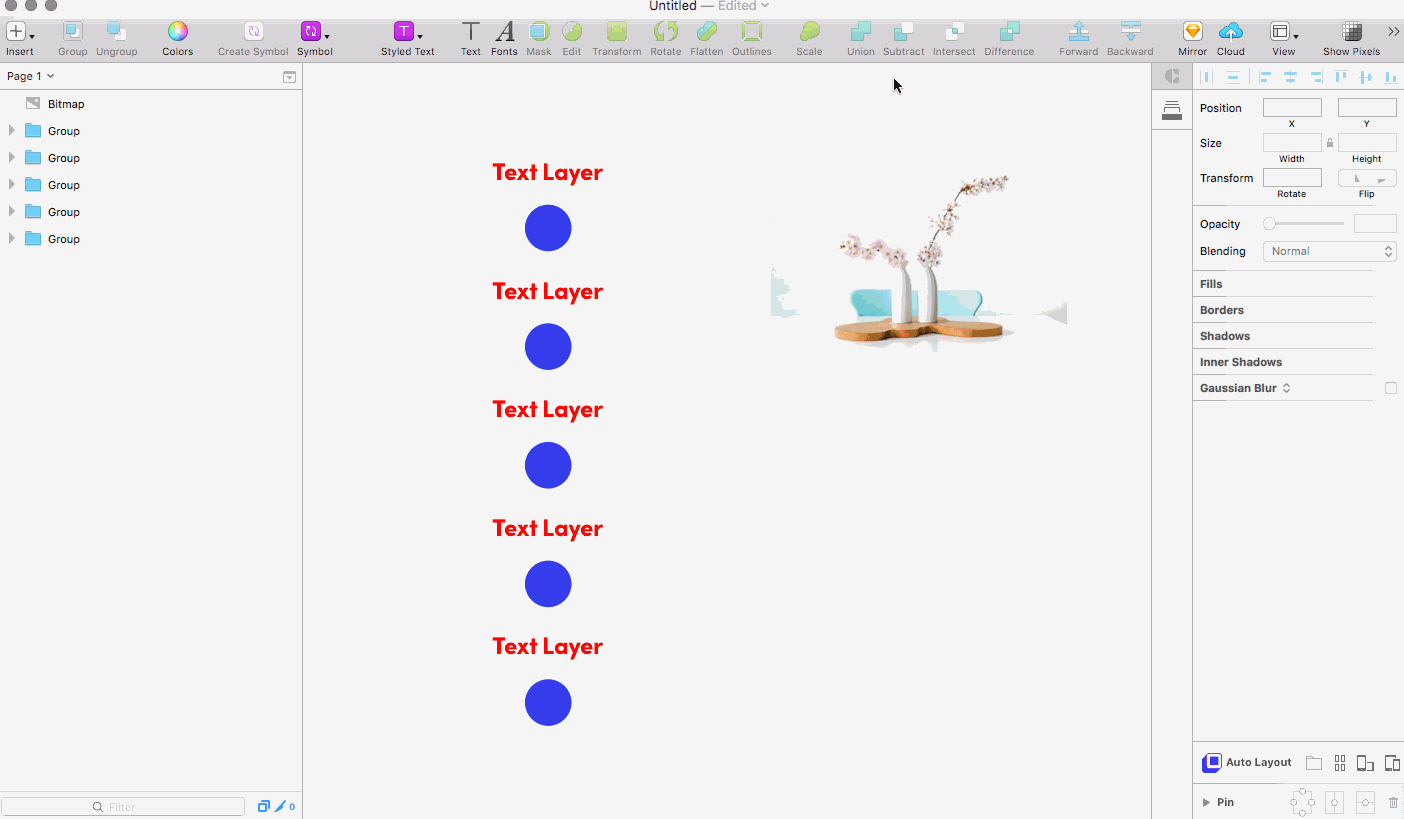 Untitled — Edited
Insert
Group
Ungroup
Colors
Create Symbol
Symbol
Styled Text
Text
Fonts
Mask
Edit
Transform
Rotate
Flatten
Outlines
Scale
Union
Subtract
Intersect
Difference
Forward
Backward
Mirror
Cloud
View
Show Pixels
Page 1
Bitmap
Group
Group
Group
Group
Group
Filter
0
Text Layer
Text Layer
Text Layer
Text Layer
Text Layer
Position
X
Y
Size
Width
Height
Transform
Rotate
Flip
Opacity
Blending
Normal
Fills
Borders
Shadows
Inner Shadows
Gaussian Blur
Auto Layout
Pin